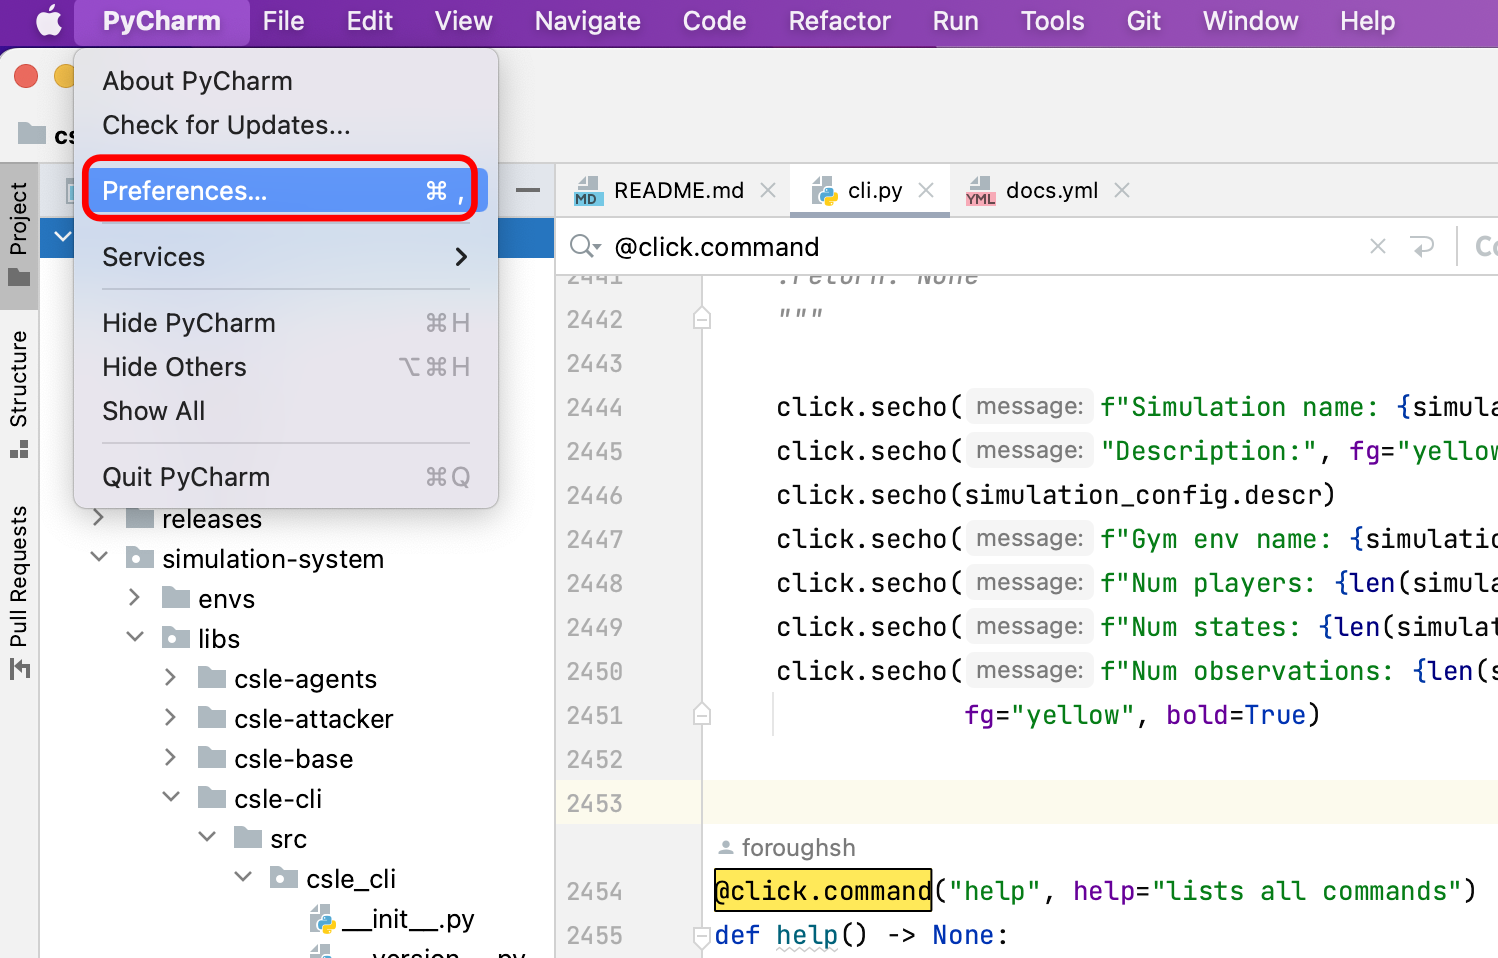 PyCharm File Edit View Navigate Code Refactor Run Tools Git Window Help
About PyCharm
Check for Updates...
Preferences... ⌘ ,
Services
Hide PyCharm ⌘H
Hide Others ⌥⌘H
Show All
Quit PyCharm ⌘Q
cs
Project
Structure
Pull Requests
releases
simulation-system
envs
libs
csle-agents
csle-attacker
csle-base
csle-cli
src
csle_cli
__init__.py
__version__.py
MD README.md cli.py YML docs.yml
@click.command
2441 :return: None
2442 """
2443
2444 click.secho( message: f"Simulation name: {simula
2445 click.secho( message: "Description:", fg="yellow
2446 click.secho(simulation_config.descr)
2447 click.secho( message: f"Gym env name: {simulatio
2448 click.secho( message: f"Num players: {len(simula
2449 click.secho( message: f"Num states: {len(simulat
2450 click.secho( message: f"Num observations: {len(s
2451 fg="yellow", bold=True)
2452
2453
foroughsh
2454 @click.command("help", help="lists all commands")
2455 def help() -> None: